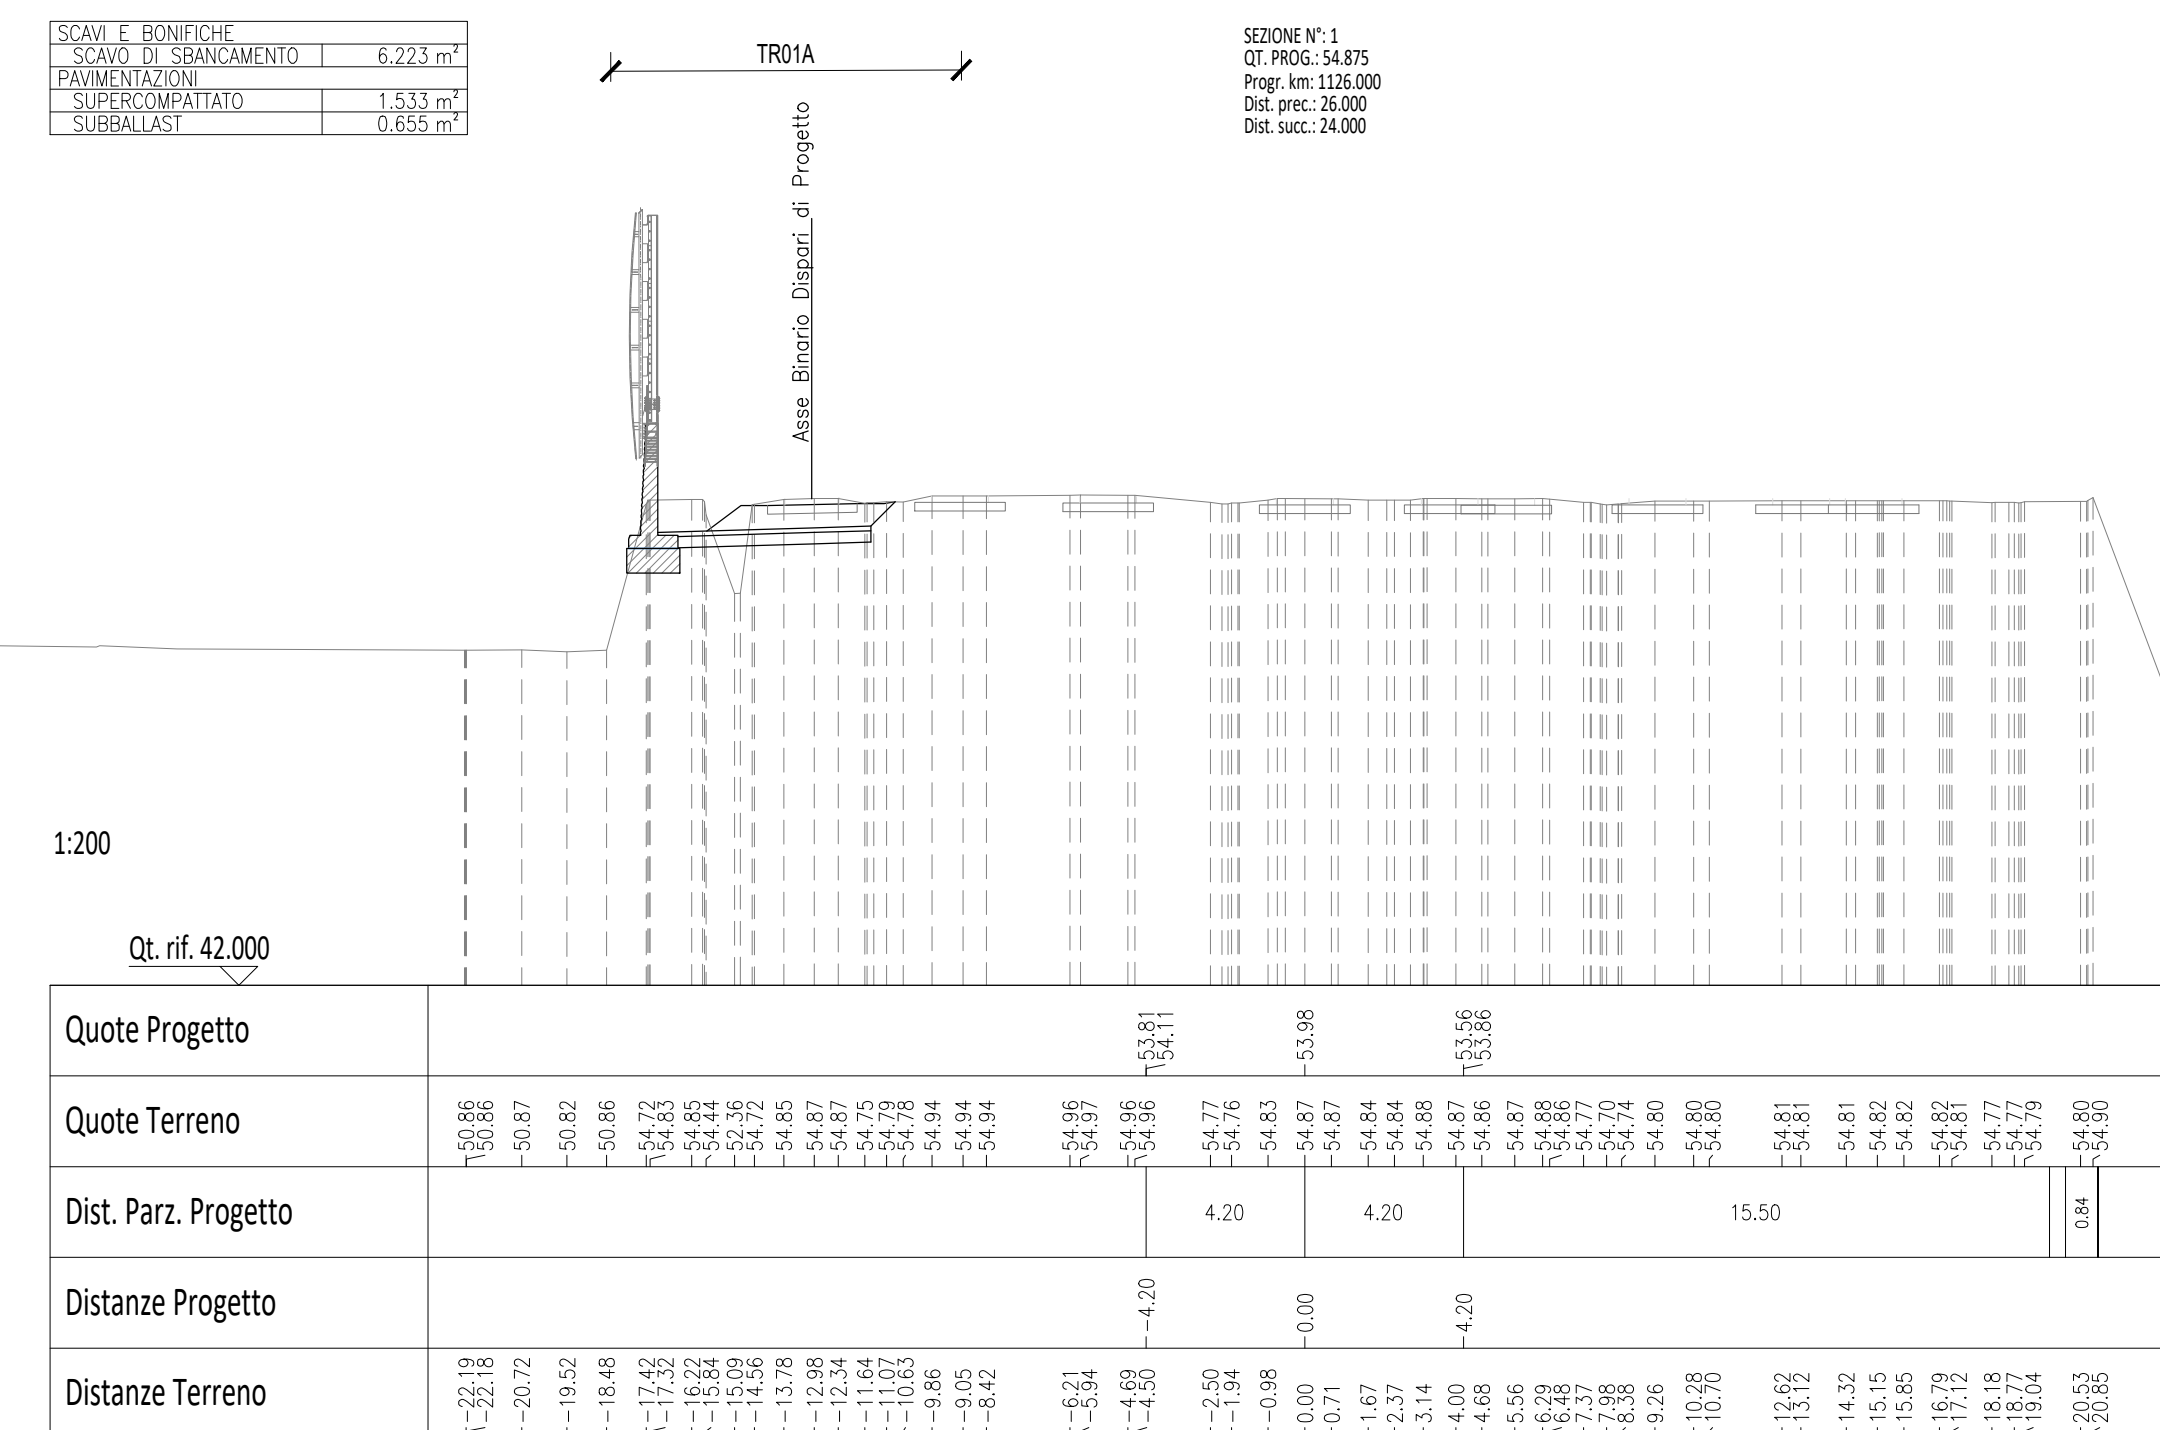 SCAVI E BONIFICHE
SCAVO DI SBANCAMENTO 6.223 m²
PAVIMENTAZIONI
SUPERCOMPATTATO 1.533 m²
SUBBALLAST 0.655 m²
TR01A
Asse Binario Dispari di Progetto
SEZIONE N°: 1
QT. PROG.: 54.875
Progr. km: 1126.000
Dist. prec.: 26.000
Dist. succ.: 24.000
1:200
Qt. rif. 42.000
Quote Progetto 53.81 54.11 53.98 53.56 53.86
Quote Terreno 50.86 50.86 50.87 50.82 50.86 54.72 54.83 54.85 54.44 52.36 54.72 54.85 54.87 54.87 54.75 54.79 54.78 54.94 54.94 54.94 54.96 54.97 54.96 54.96 54.77 54.76 54.83 54.87 54.87 54.84 54.84 54.88 54.87 54.86 54.87 54.88 54.86 54.77 54.70 54.74 54.80 54.80 54.80 54.81 54.81 54.81 54.82 54.82 54.82 54.81 54.77 54.77 54.79 54.80 54.90
Dist. Parz. Progetto 4.20 4.20 15.50 0.84
Distanze Progetto -4.20 0.00 4.20
Distanze Terreno -22.19 -22.18 -20.72 -19.52 -18.48 -17.42 -17.32 -16.22 -15.84 -15.09 -14.56 -13.78 -12.98 -12.34 -11.64 -11.07 -10.63 -9.86 -9.05 -8.42 -6.21 -5.94 -4.69 -4.50 -2.50 -1.94 -0.98 0.00 0.71 1.67 2.37 3.14 4.00 4.68 5.56 6.29 6.48 7.37 7.98 8.38 9.26 10.28 10.70 12.62 13.12 14.32 15.15 15.85 16.79 17.12 18.18 18.77 19.04 20.53 20.85